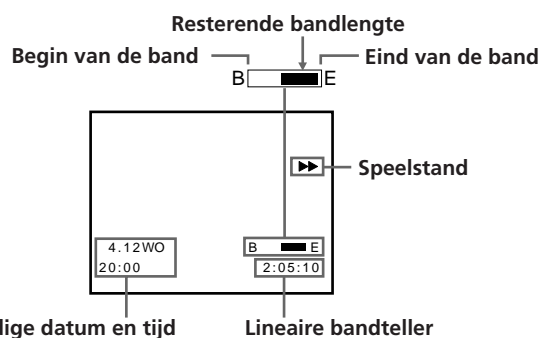 Resterende bandlengte
Begin van de band
Eind van de band
B E
Speelstand
4.12WO
B E
20:00
2:05:10
dige datum en tijd
Lineaire bandteller